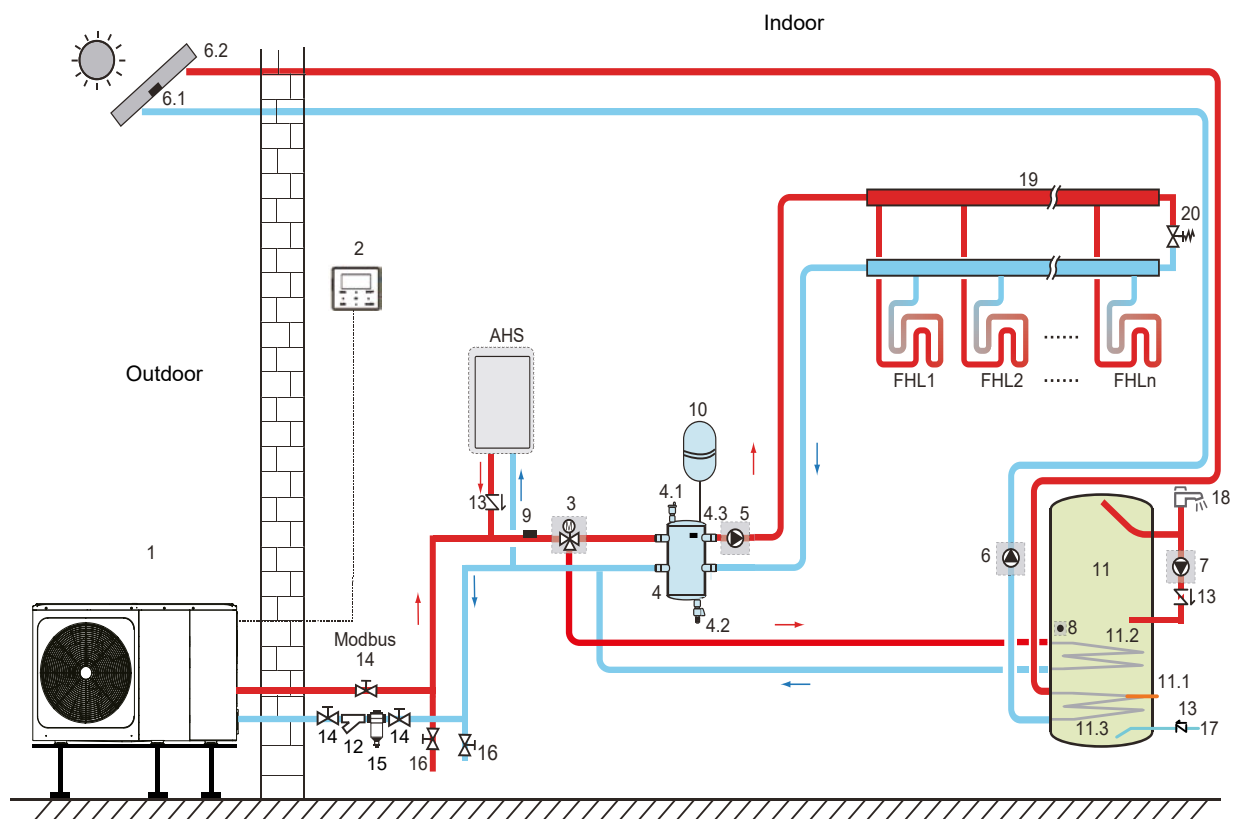 Indoor
6.2
6.1
19
20
2
AHS
Outdoor
FHL1 FHL2 ...... FHLn
......
10
4.1
13 9 3 4.3 5
18
1
6 11 7
4 13
4.2
8
Modbus 11.2
14
11.1
13
14 12 14 11.3 17
15 16 16